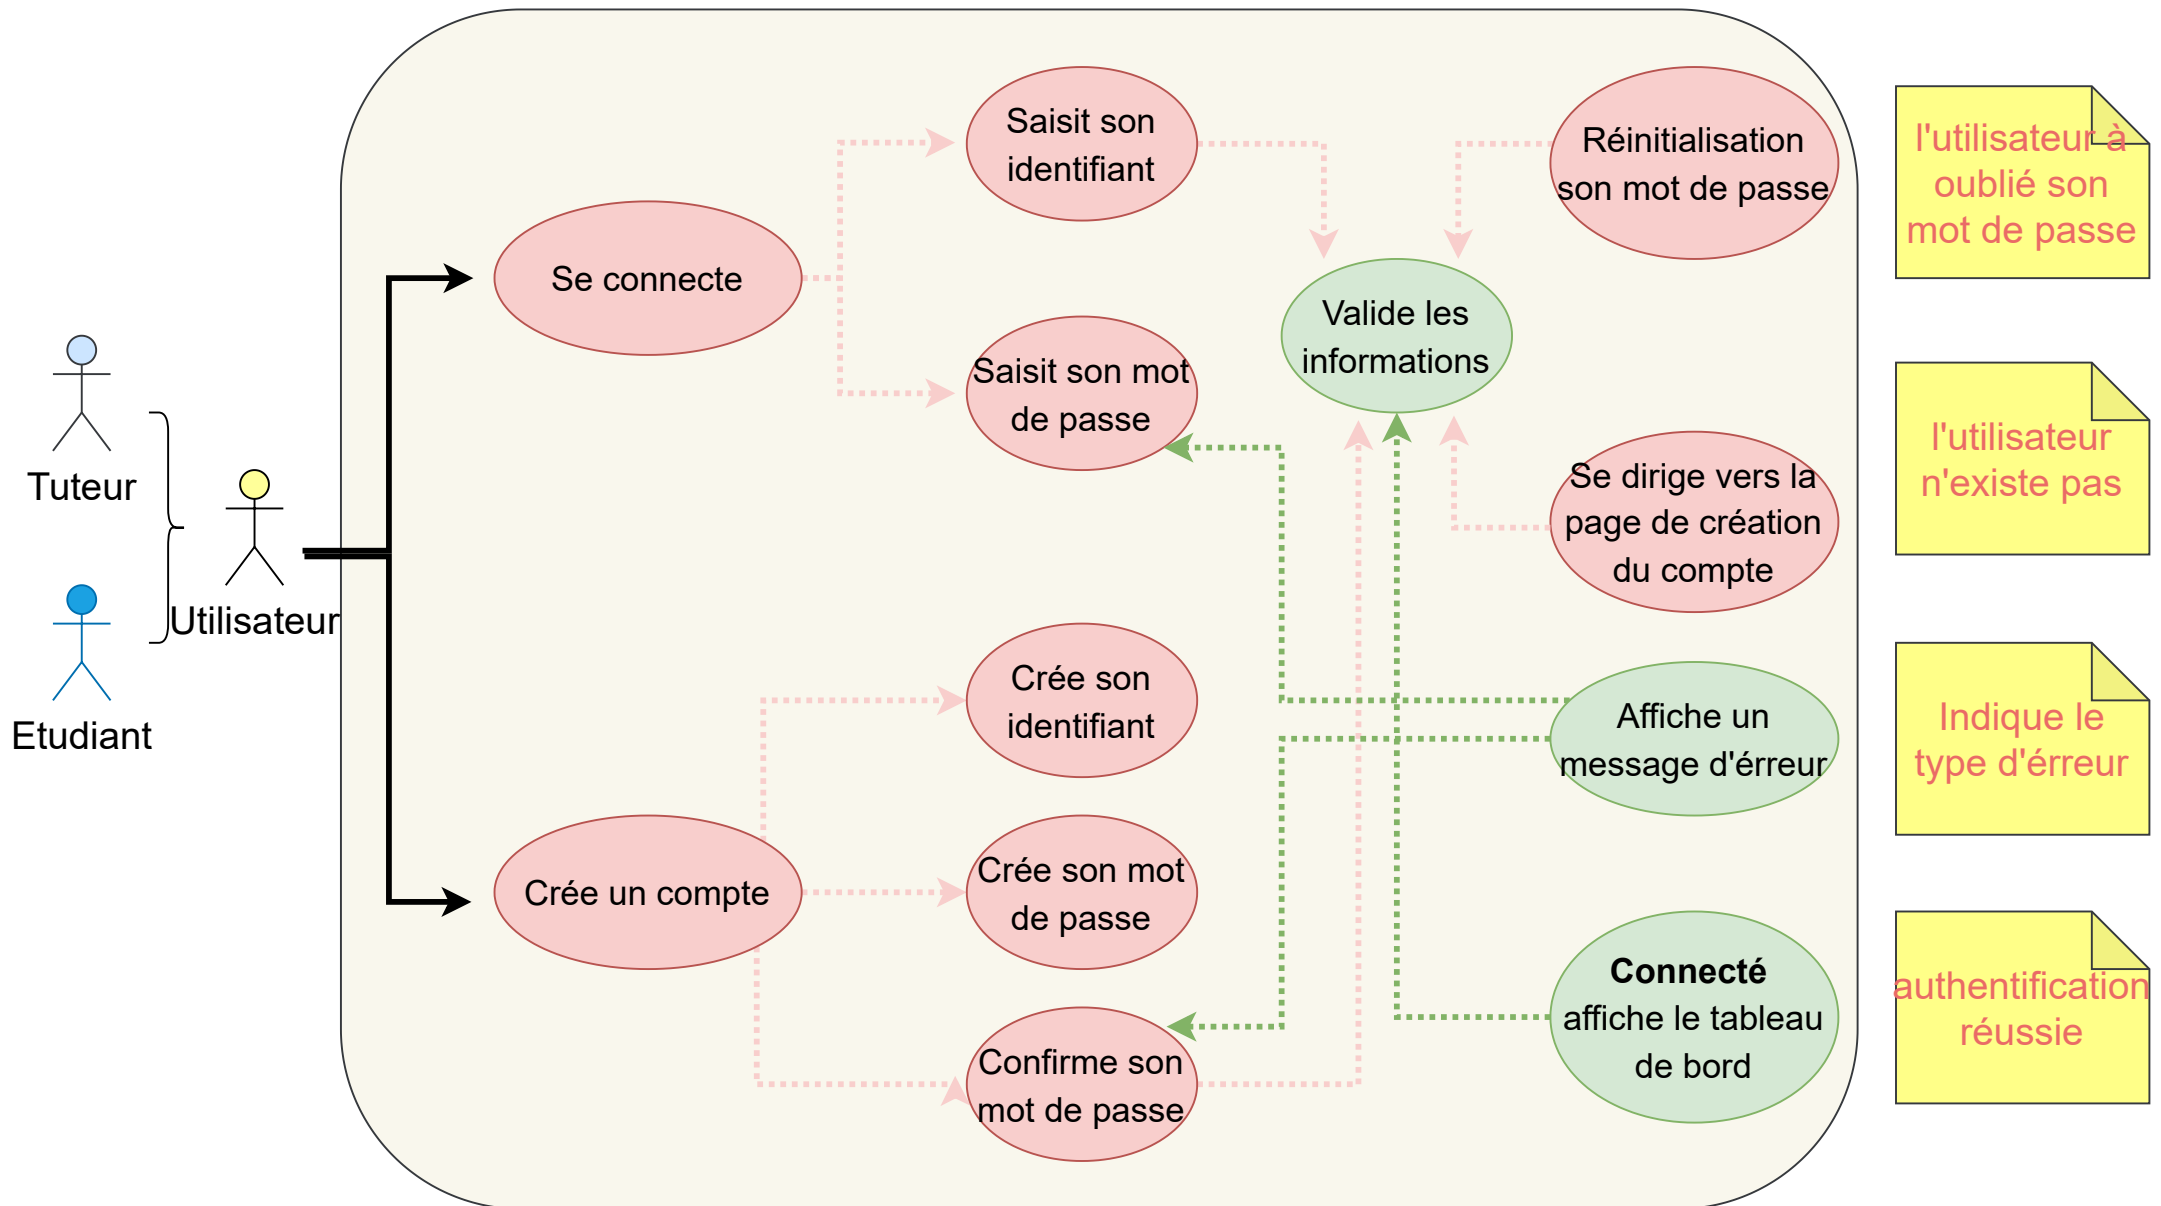 Tuteur
Etudiant
Utilisateur
Se connecte
Crée un compte
Saisit son
identifiant
Saisit son mot
de passe
Crée son
identifiant
Crée son mot
de passe
Confirme son
mot de passe
Valide les
informations
Réinitialisation
son mot de passe
Se dirige vers la
page de création
du compte
Affiche un
message d'érreur
Connecté
affiche le tableau
de bord
l'utilisateur à
oublié son
mot de passe
l'utilisateur
n'existe pas
Indique le
type d'érreur
authentification
réussie